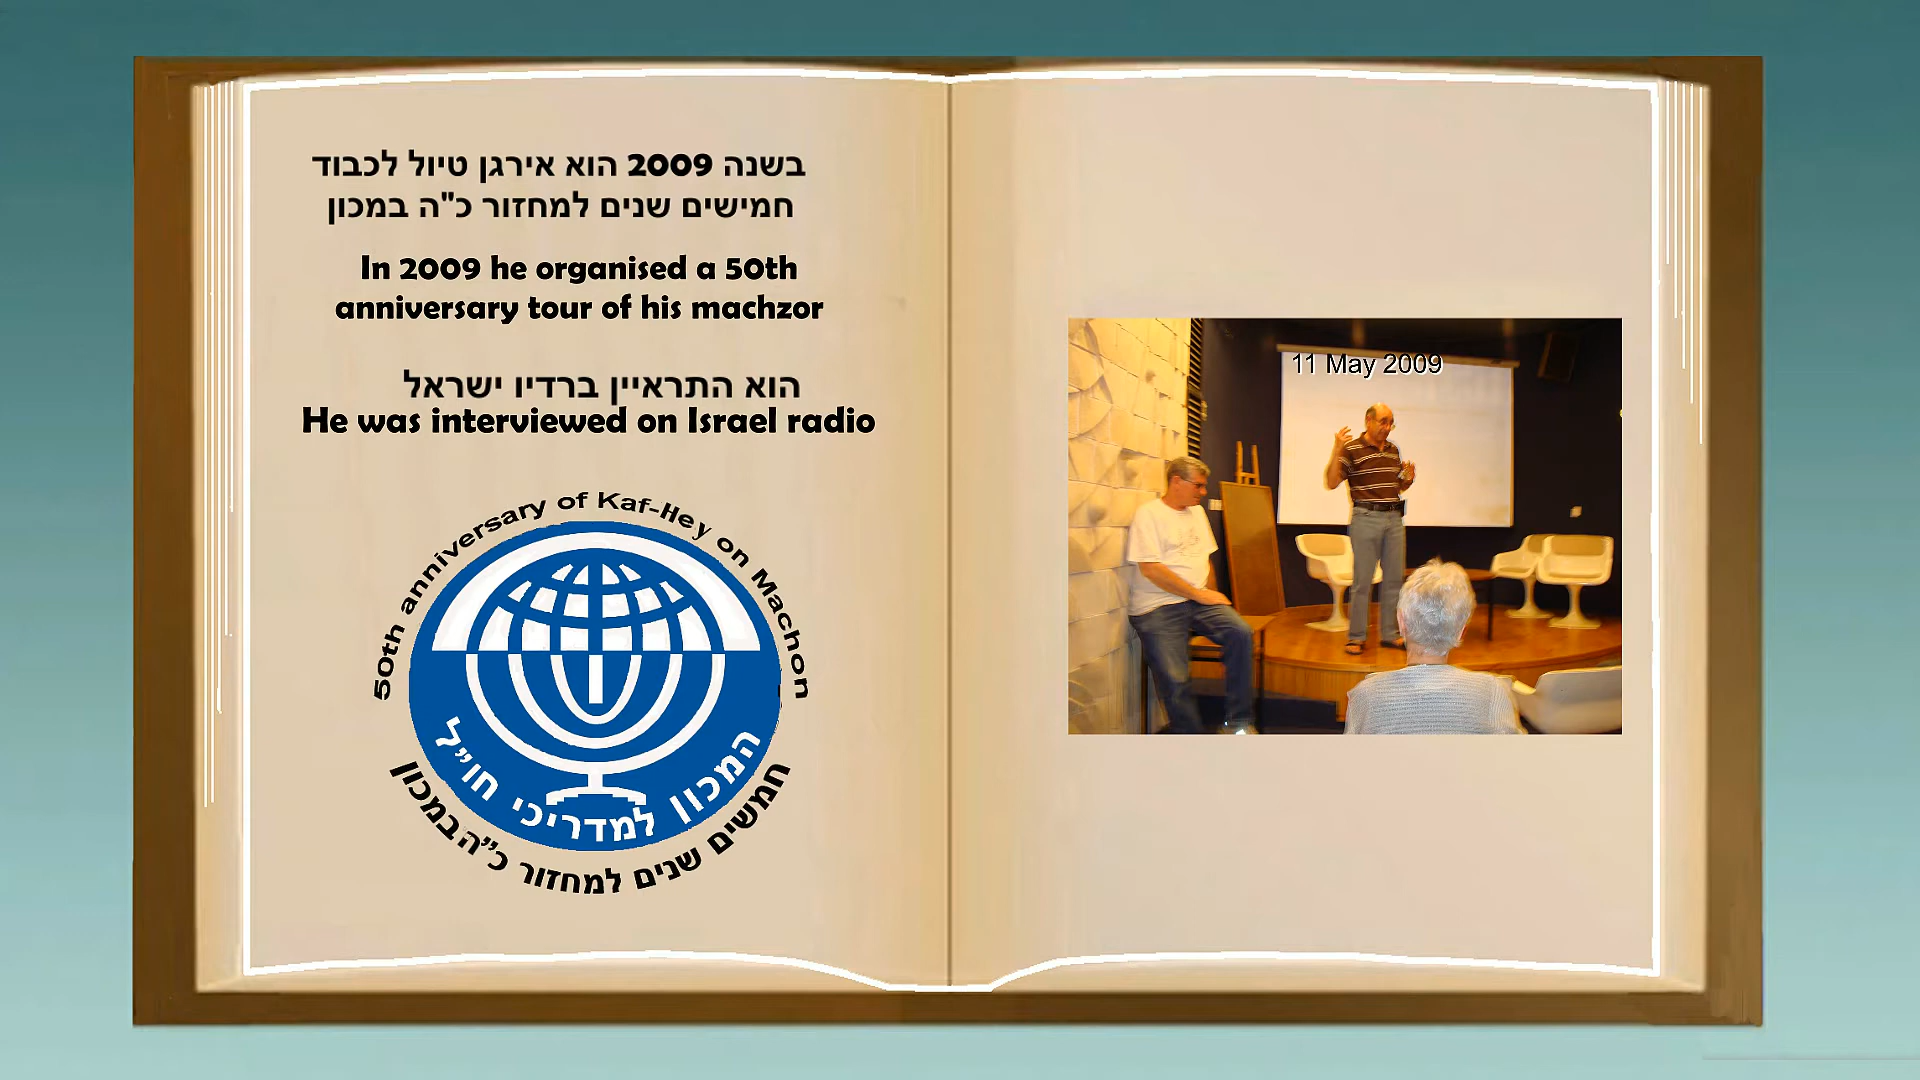 בשנה 2009 הוא אירגן טיול לכבוד
חמישים שנים למחזור כ"ה במכון
In 2009 he organised a 50th
anniversary tour of his machzor
הוא התראיין ברדיו ישראל
He was interviewed on Israel radio
50th anniversary of Kaf-Hey on Machon
המכון למדריכי חו"ל
חמשים שנים למחזור כ"ה במכון
11 May 2009